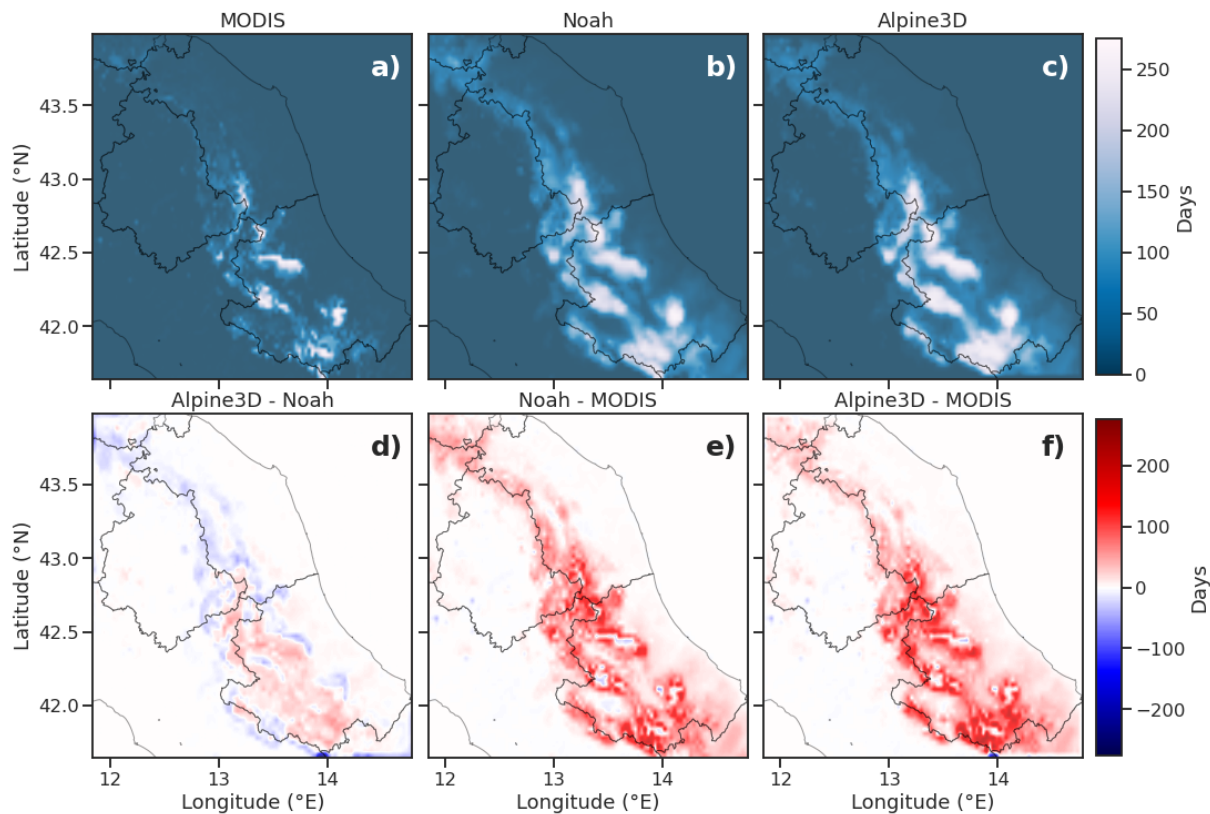 MODIS
Noah
Alpine3D
a)
b)
c)
43.5
43.0
42.5
42.0
Latitude (°N)
250
200
150
100
50
0
Days
Alpine3D - Noah
Noah - MODIS
Alpine3D - MODIS
d)
e)
f)
43.5
43.0
42.5
42.0
Latitude (°N)
200
100
0
−100
−200
Days
12
13
14
12
13
14
12
13
14
Longitude (°E)
Longitude (°E)
Longitude (°E)